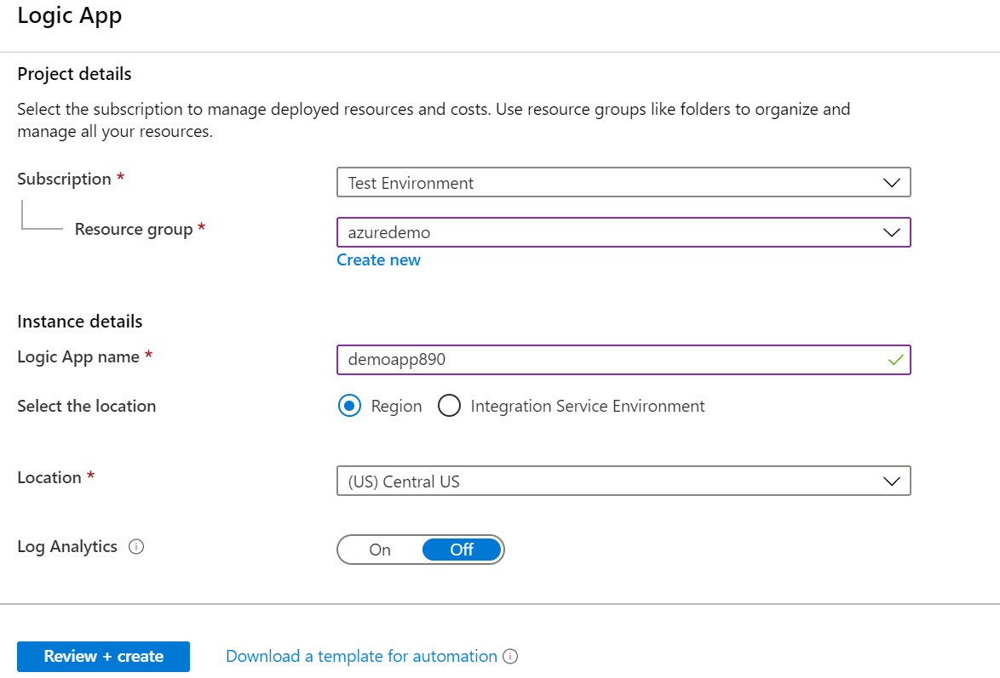 Logic App
Project details
Select the subscription to manage deployed resources and costs. Use resource groups like folders to organize and
manage all your resources.
Subscription *
Test Environment
Resource group *
azuredemo
Create new
Instance details
Logic App name *
demoapp890
Select the location
Region
Integration Service Environment
Location *
(US) Central US
Log Analytics
On
Off
Review + create
Download a template for automation